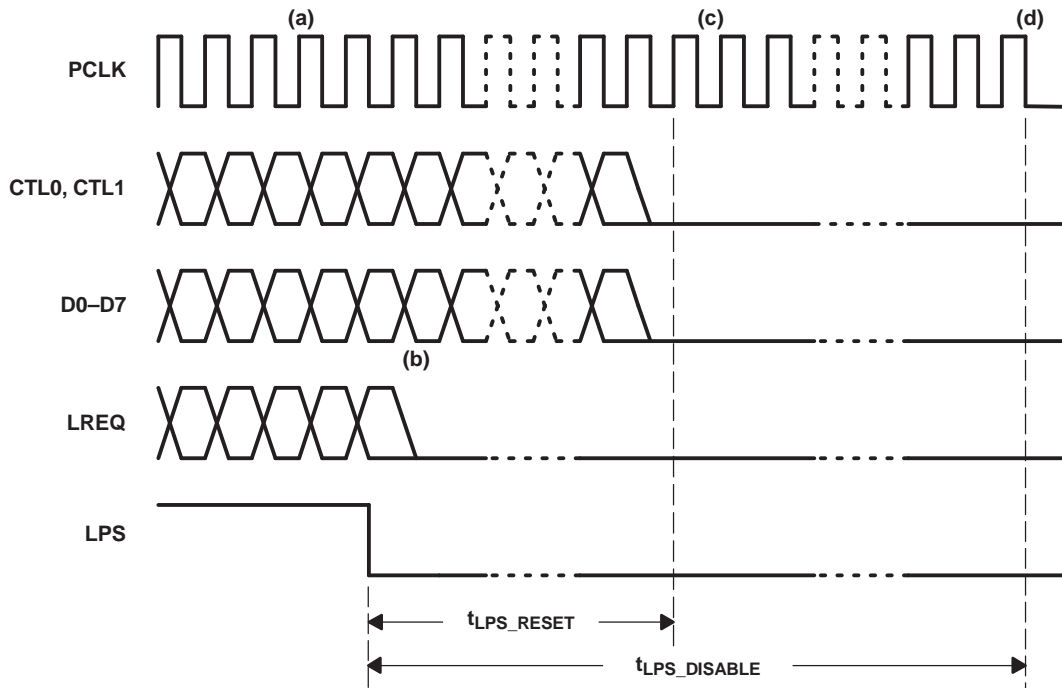 (a)
(c)
(d)
PCLK
CTL0, CTL1
D0–D7
(b)
LREQ
LPS
tLPS_RESET
tLPS_DISABLE